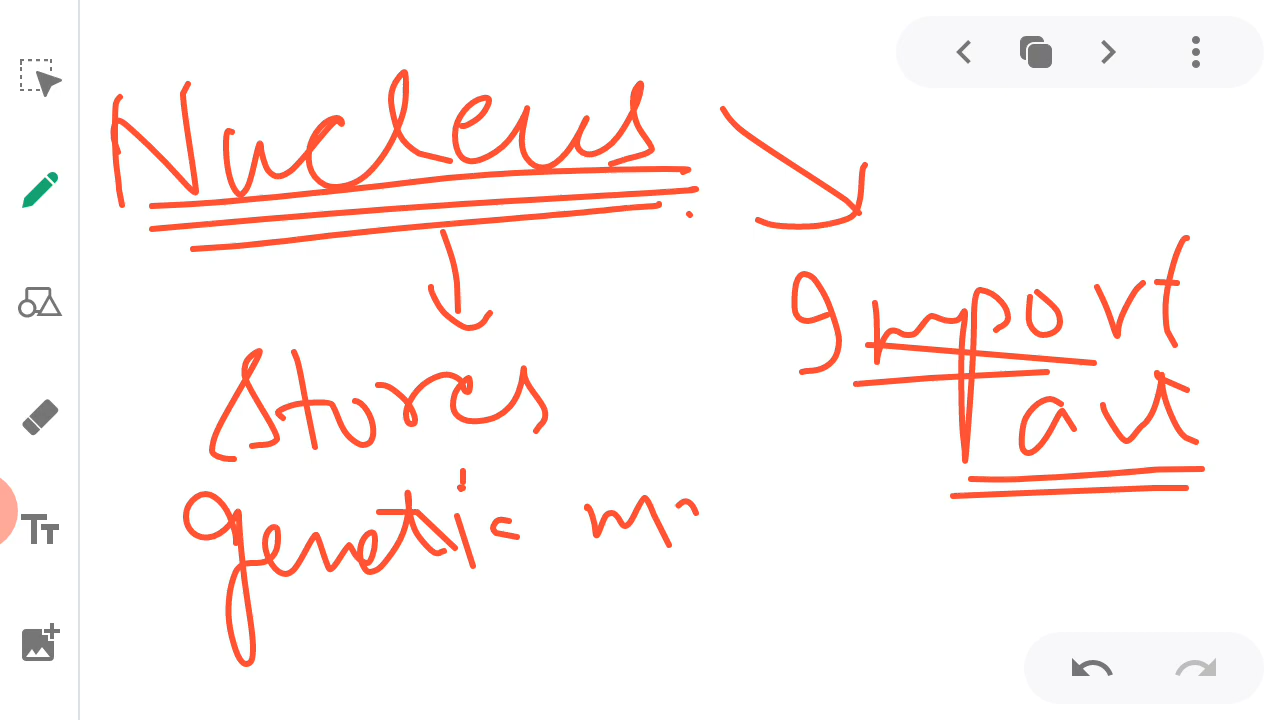 Nucleus
Stores
genetic m
Import
ant